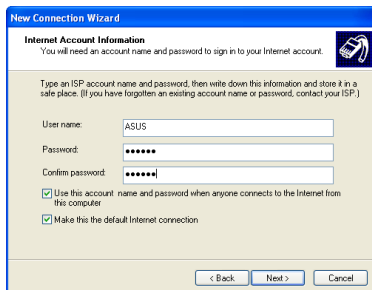 New Connection Wizard
Internet Account Information
You will need an account name and password to sign in to your Internet account.
Type an ISP account name and password, then write down this information and store it in a
safe place. (If you have forgotten an existing account name or password, contact your ISP.)
User name:
ASUS
Password:
••••••
Confirm password:
••••••
Use this account name and password when anyone connects to the Internet from
this computer
Make this the default Internet connection
< Back
Next >
Cancel